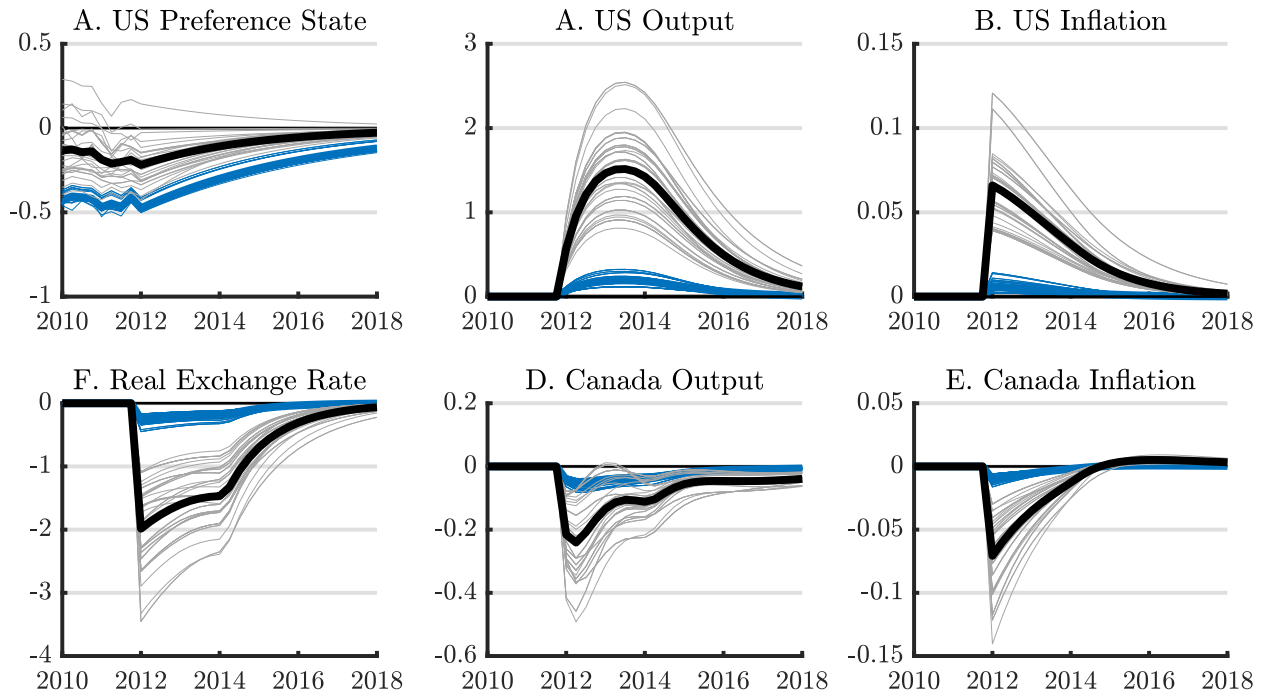 A. US Preference State
A. US Output
B. US Inflation
0.5
0
-0.5
-1
2010 2012 2014 2016 2018
3
2
1
0
2010 2012 2014 2016 2018
0.15
0.1
0.05
0
2010 2012 2014 2016 2018
F. Real Exchange Rate
D. Canada Output
E. Canada Inflation
0
-1
-2
-3
-4
2010 2012 2014 2016 2018
0.2
0
-0.2
-0.4
-0.6
2010 2012 2014 2016 2018
0.05
0
-0.05
-0.1
-0.15
2010 2012 2014 2016 2018